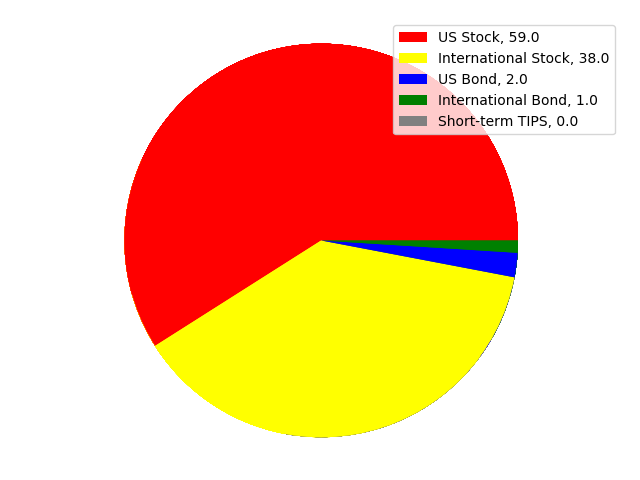 US Stock, 59.0
International Stock, 38.0
US Bond, 2.0
International Bond, 1.0
Short-term TIPS, 0.0